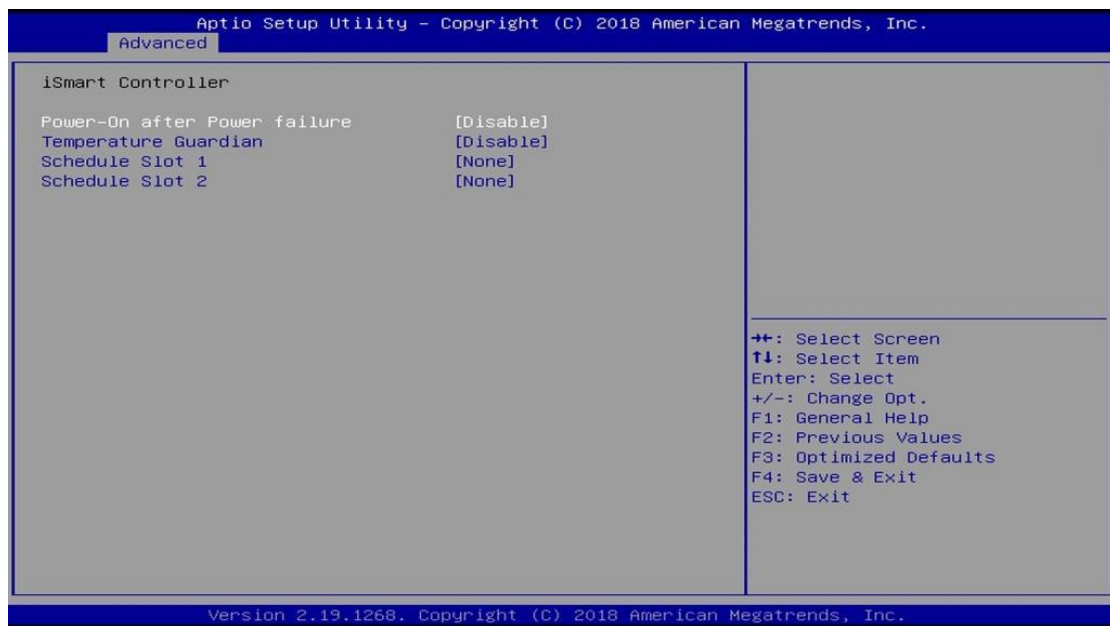 Aptio Setup Utility – Copyright (C) 2018 American Megatrends, Inc.
Advanced
iSmart Controller
Power-On after Power failure [Disable]
Temperature Guardian [Disable]
Schedule Slot 1 [None]
Schedule Slot 2 [None]
→←: Select Screen
↑↓: Select Item
Enter: Select
+/-: Change Opt.
F1: General Help
F2: Previous Values
F3: Optimized Defaults
F4: Save & Exit
ESC: Exit
Version 2.19.1268. Copyright (C) 2018 American Megatrends, Inc.